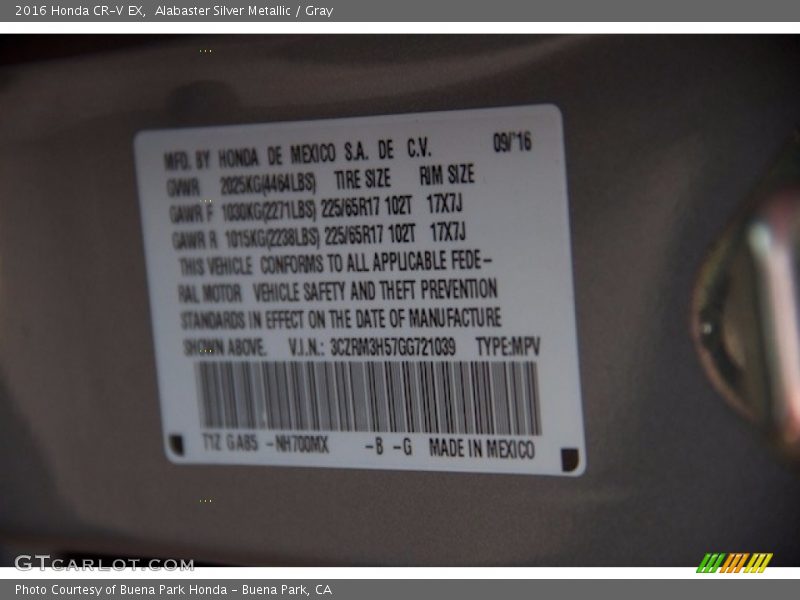 2016 Honda CR-V EX,  Alabaster Silver Metallic / Gray
MFD. BY HONDA DE MEXICO S.A. DE C.V. 09/'16
GVWR 2025KG(4464LBS) TIRE SIZE RIM SIZE
GAWR F 1030KG(2271LBS) 225/65R17 102T 17X7J
GAWR R 1015KG(2238LBS) 225/65R17 102T 17X7J
THIS VEHICLE CONFORMS TO ALL APPLICABLE FEDE-
RAL MOTOR VEHICLE SAFETY AND THEFT PREVENTION
STANDARDS IN EFFECT ON THE DATE OF MANUFACTURE
SHOWN ABOVE. V.I.N.: 3CZRM3H57GG721039 TYPE:MPV
T1Z GA85 -NH700MX -B -G MADE IN MEXICO
GTCARLOT.COM
Photo Courtesy of Buena Park Honda - Buena Park, CA